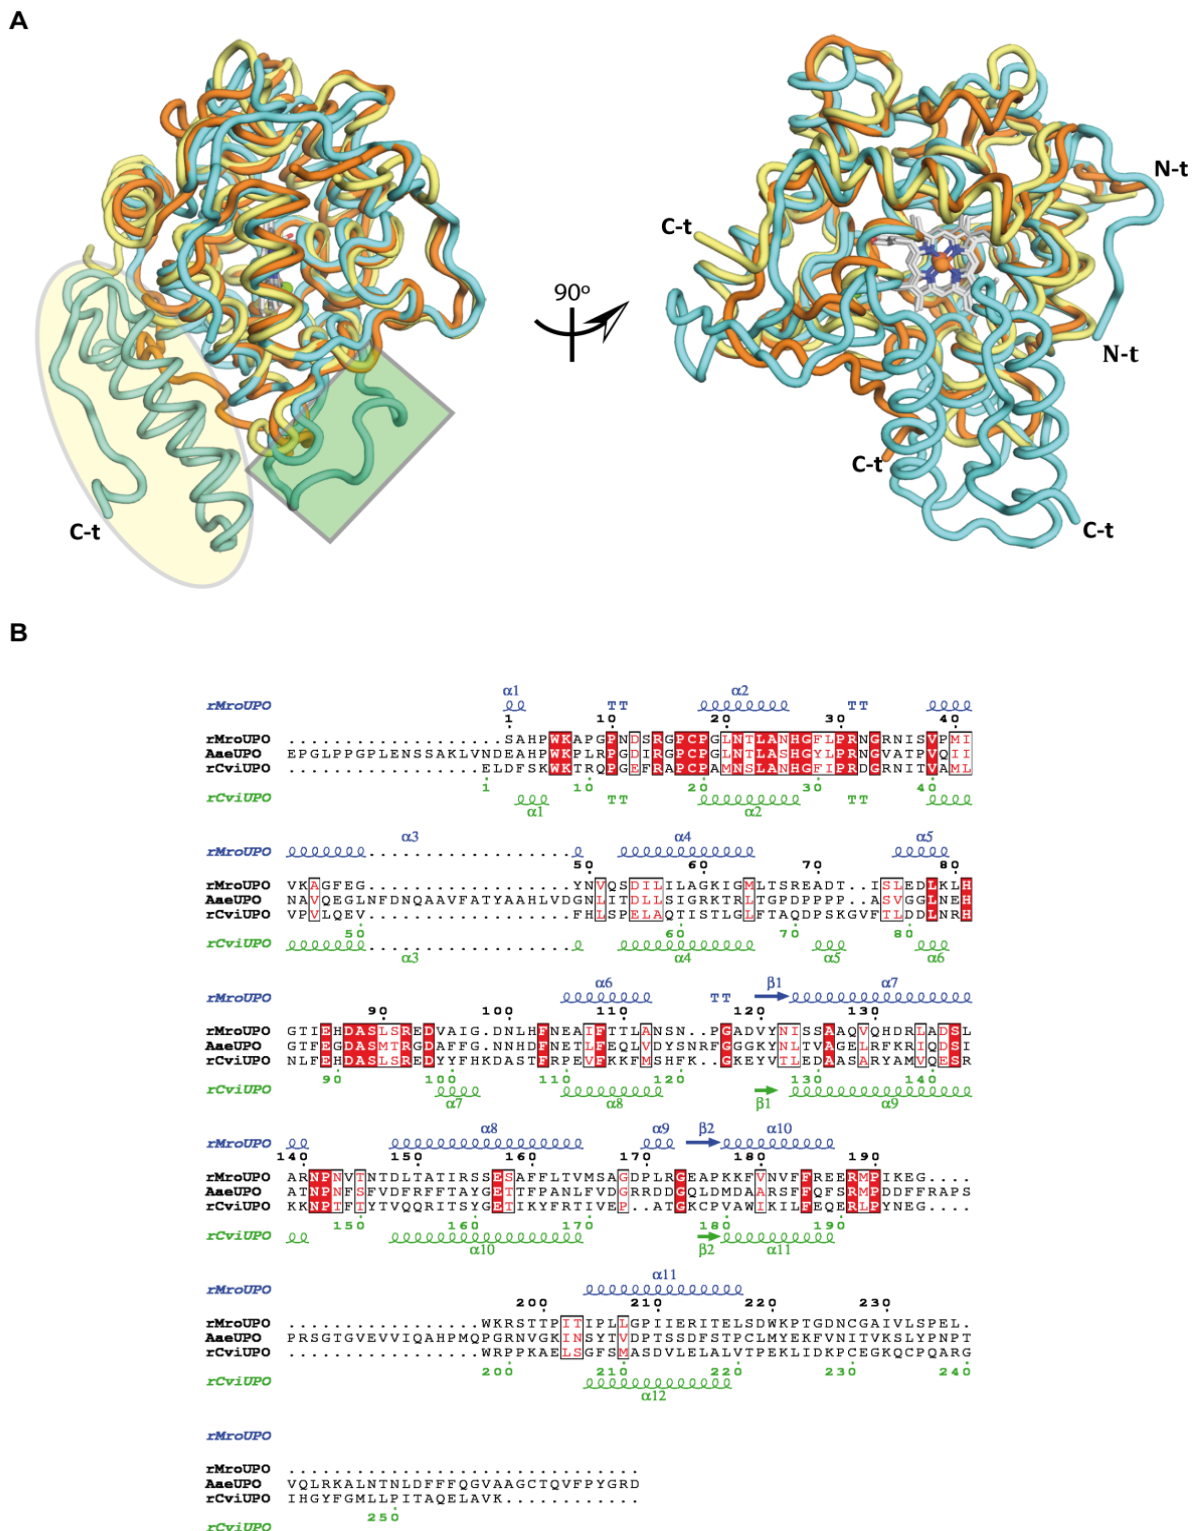 A
C-t
90º
N-t
C-t
N-t
C-t
C-t
B
α1 α2
rMroUPO TT TT
1 10 20 30 40
rMroUPO SAHPWKAPGPNDSRGPCPGLNTLANHGFLPRNGRNISVPMI
AaeUPO EPGLPPGPLENSSAKLVNDEAHPWKPLRPGDIRGPCPGLNTLASHGYLPRNGVATPVQII
rCviUPO .................ELDFSKWKTRQPGEFRAPCPAMNSLANHGFIPRDGRNITVAML
1 10 20 30 40
rCviUPO TT TT
α1 α2
α3 α4 α5
rMroUPO
50 60 70 80
rMroUPO VKAGFEG..................YNVQSDILILAGKIGMLTSREADT..ISLEDLKLH
AaeUPO NAVQEGLNFDNQAAVFATYAAHLVDGNLITDLLSIGRKTRLTGPDPPPP..ASVGGLNEH
rCviUPO VPVLQEV..................FHLSPELAQTISTLGLFTAQDPSKGVFTLDDLNRH
50 60 70 80
rCviUPO
α3 α4 α5 α6
α6 β1 α7
rMroUPO TT
90 100 110 120 130
rMroUPO GTIEHDASLSREDVAIG.DNLHFNEAIFTTLANSN..PGADVYNISSAAQVQHDRLADSL
AaeUPO GTFEGDASMTRGDAFFG.NNHDFNETLFEQLVDYSNRFGGGKYNLTVAGELRFKRIQDSI
rCviUPO NLFEHDASLSREDYYFHKDASTFRPEVFKKFMSHFK..GKEYVTLEDAASARYAMVQESR
90 100 110 120 130 140
rCviUPO
α7 α8 β1 α9
α8 α9 β2 α10
rMroUPO
140 150 160 170 180 190
rMroUPO ARNPNVTNTDLTATIRSSESAFFLTVMSAGDPLRGEAPKKFVNVFFREERMPIKEG....
AaeUPO ATNPNFSFVDFRFFTAYGETTFPANLFVDGRRDDGQLDMDAARSFFQFSRMPDDFFRAPS
rCviUPO KKNPTFTYTVQQRITSYGETIKYFRTIVEP..ATGKCPVAWIKILFEQERLPYNEG....
150 160 170 180 190
rCviUPO
α10 β2 α11
α11
rMroUPO
200 210 220 230
rMroUPO .................WKRSTTPITIPLLGPIIERITELSDWKPTGDNCGAIVLSPEL.
AaeUPO PRSGTGVEVVIQAHPMQPGRNVGKINSYTVDPTSSDFSTPCLMYEKFVNITVKSLYPNPT
rCviUPO .................WRPPKAELSGFSMASDVLELALVTPEKLIDKPCEGKQCPQARG
200 210 220 230 240
rCviUPO
α12
rMroUPO
rMroUPO ...............................
AaeUPO VQLRKALNTNLDFFFQGVAAGCTQVFPYGRD
rCviUPO IHGYFGMLLPITAQELAVK............
250
rCviUPO